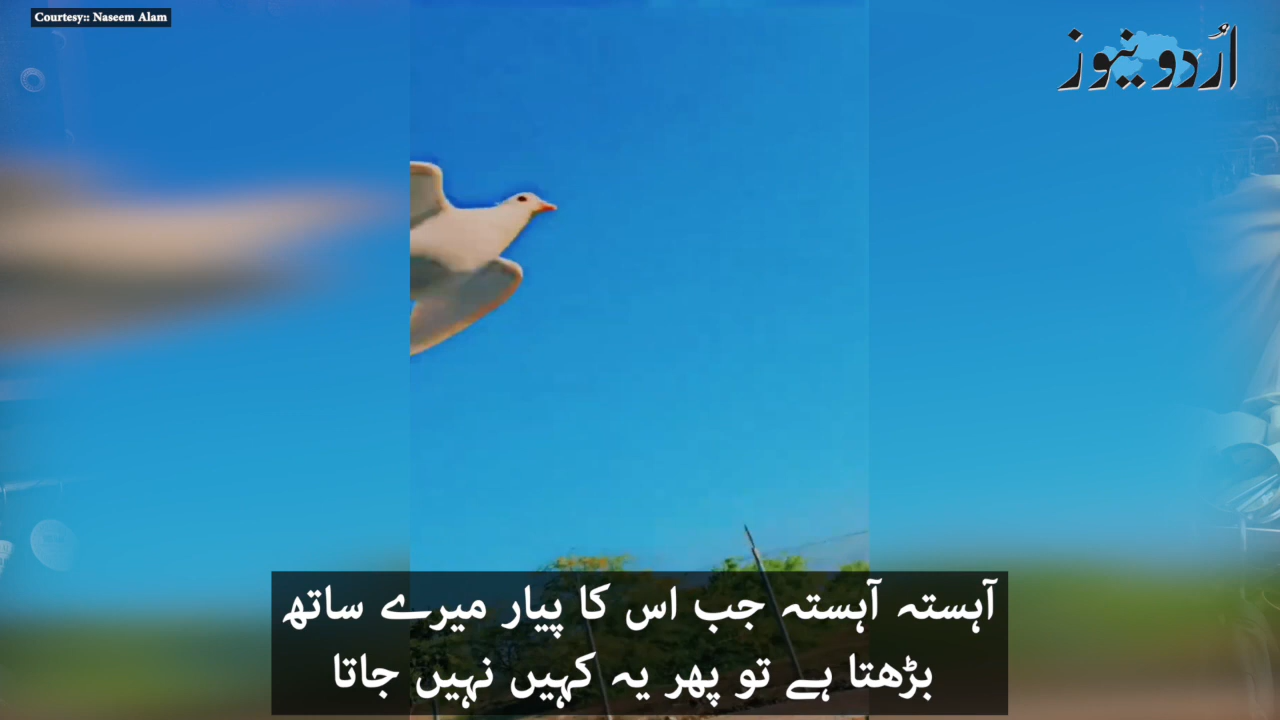 Courtesy:: Naseem Alam
اُردو نیوز
آہستہ آہستہ جب اس کا پیار میرے ساتھ
بڑھتا ہے تو پھر یہ کہیں نہیں جاتا